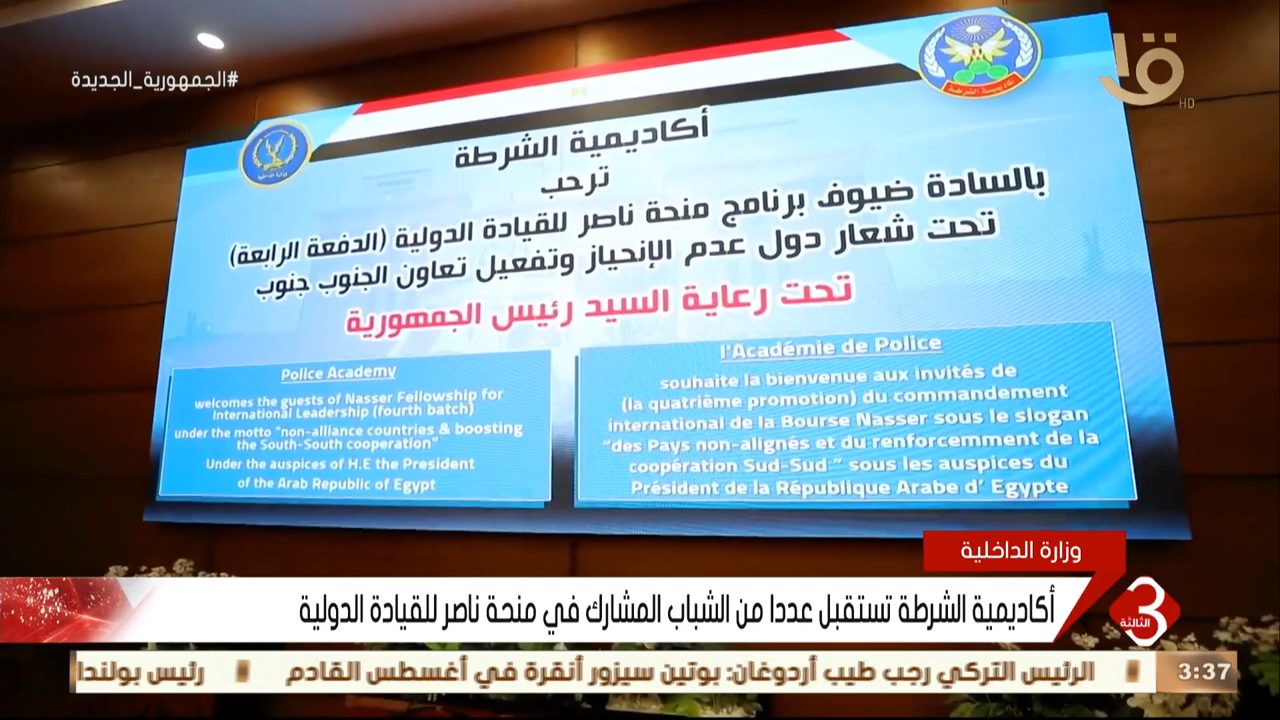 #الجمهورية_الجديدة
HD
أكاديمية الشرطة
وزارة الداخلية
أكاديمية الشرطة
ترحب
بالسادة ضيوف برنامج منحة ناصر للقيادة الدولية (الدفعة الرابعة)
تحت شعار دول عدم الإنحياز وتفعيل تعاون الجنوب جنوب
تحت رعاية السيد رئيس الجمهورية
l'Académie de Police
souhaite la bienvenue aux invités de
(la quatrième promotion) du commandement
international de la Bourse Nasser sous le slogan
"des Pays non-alignés et du renforcemment de la
coopération Sud-Sud " sous les auspices du
Président de la République Arabe d' Egypte
Police Academy
welcomes the guests of Nasser Fellowship for
International Leadership (fourth batch)
under the motto "non-alliance countries & boosting
the South-South cooperation"
Under the auspices of H.E the President
of the Arab Republic of Egypt
وزارة الداخلية
3 الثالثة
أكاديمية الشرطة تستقبل عددا من الشباب المشارك في منحة ناصر للقيادة الدولية
3:37
الرئيس التركي رجب طيب أردوغان: بوتين سيزور أنقرة في أغسطس القادم
رئيس بولندا